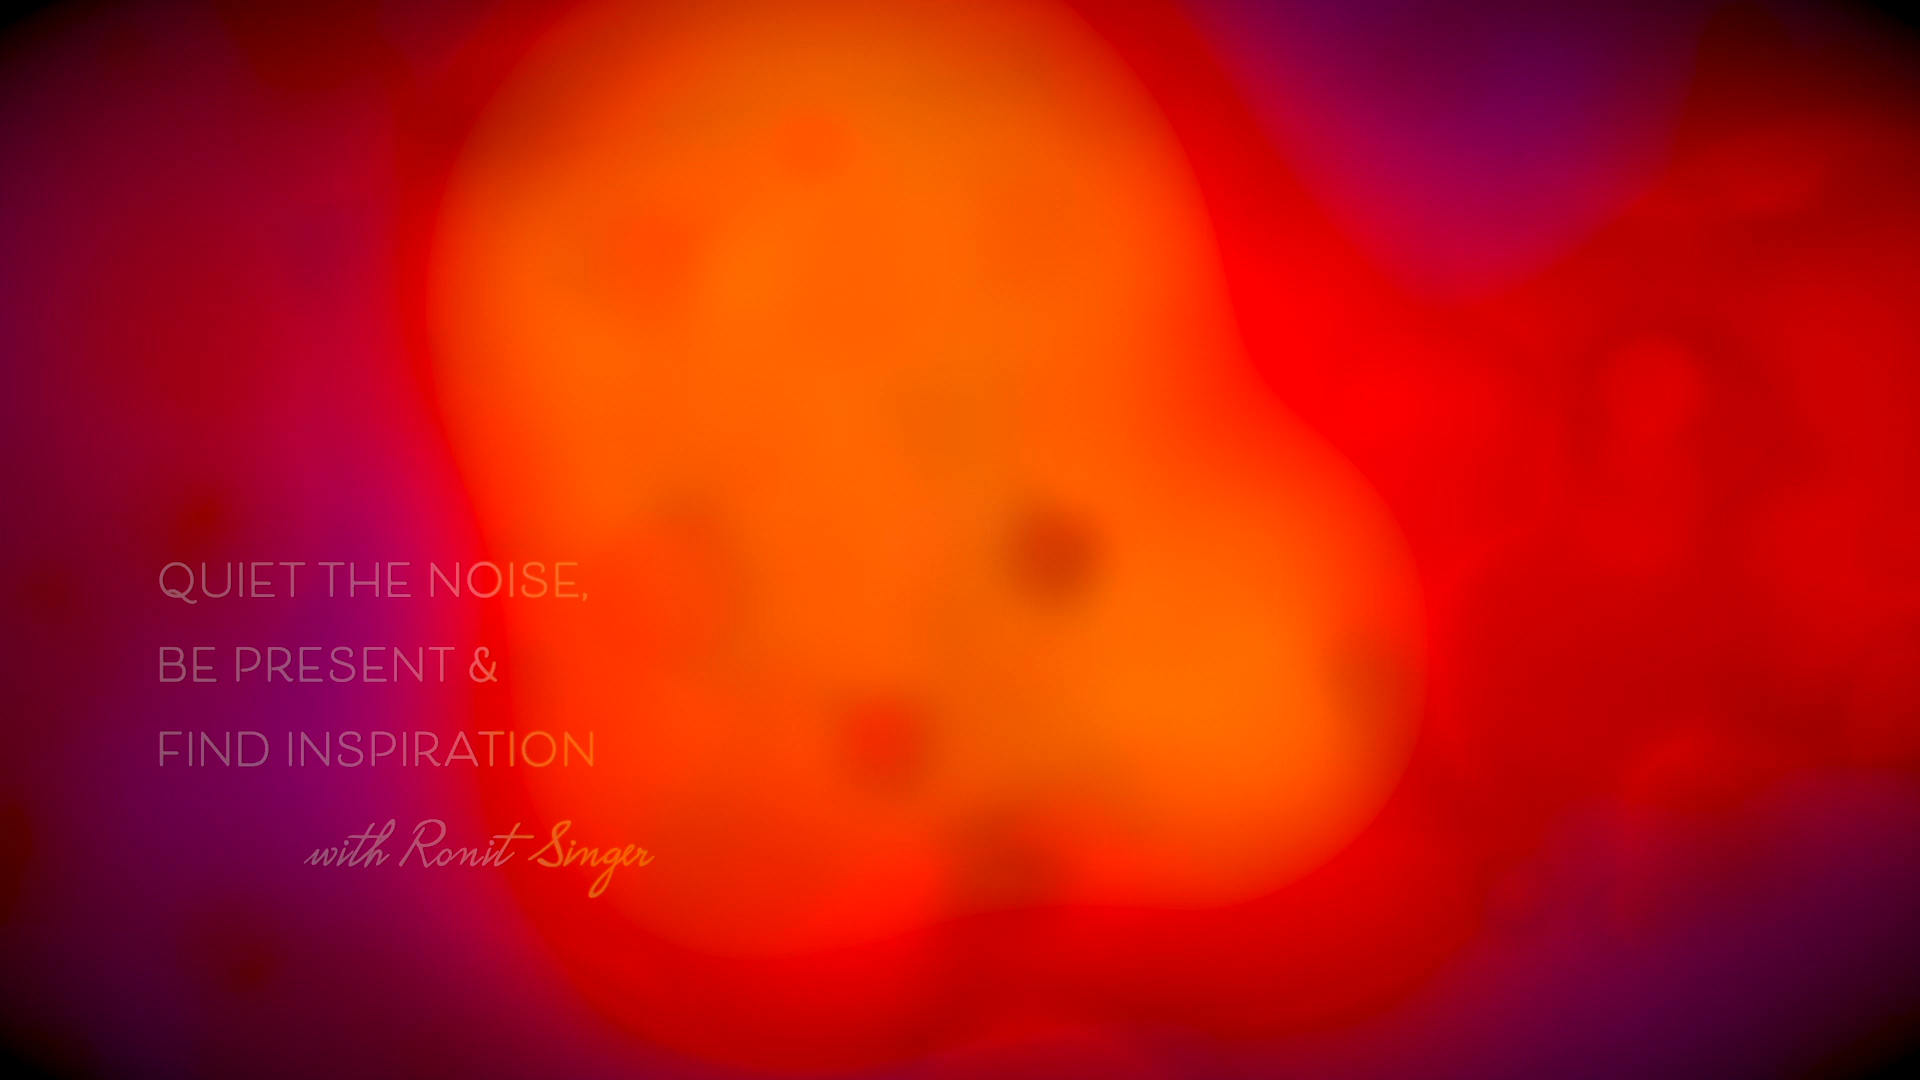 QUIET THE NOISE,
BE PRESENT &
FIND INSPIRATION
with Ronit Singer